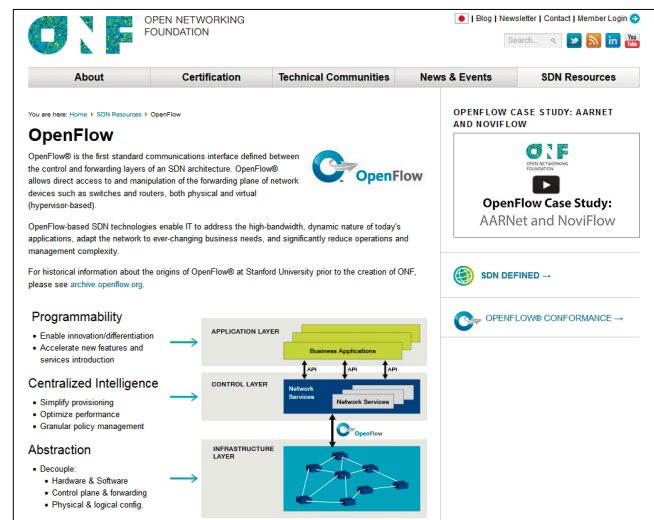 OPEN NETWORKING
FOUNDATION
Blog | Newsletter | Contact | Member Login
Search...
You
Tube
About
Certification
Technical Communities
News & Events
SDN Resources
You are here: Home SDN Resources OpenFlow
OpenFlow
OpenFlow® is the first standard communications interface defined between
the control and forwarding layers of an SDN architecture. OpenFlow®
allows direct access to and manipulation of the forwarding plane of network
devices such as switches and routers, both physical and virtual
(hypervisor-based).
OpenFlow
OpenFlow-based SDN technologies enable IT to address the high-bandwidth, dynamic nature of today's
applications, adapt the network to ever-changing business needs, and significantly reduce operations and
management complexity.
For historical information about the origins of OpenFlow® at Stanford University prior to the creation of ONF,
please see archive.openflow.org.
Programmability
• Enable innovation/differentiation
• Accelerate new features and
services introduction
Centralized Intelligence
• Simplify provisioning
• Optimize performance
• Granular policy management
Abstraction
• Decouple:
• Hardware & Software
• Control plane & forwarding
• Physical & logical config.
APPLICATION LAYER
Business Applications
API
API
API
CONTROL LAYER
Network
Services
Network Services
OpenFlow
INFRASTRUCTURE
LAYER
OPENFLOW CASE STUDY: AARNET
AND NOVIFLOW
OPEN NETWORKING
FOUNDATION
OpenFlow Case Study:
AARNet and NoviFlow
SDN DEFINED →
OPENFLOW® CONFORMANCE →